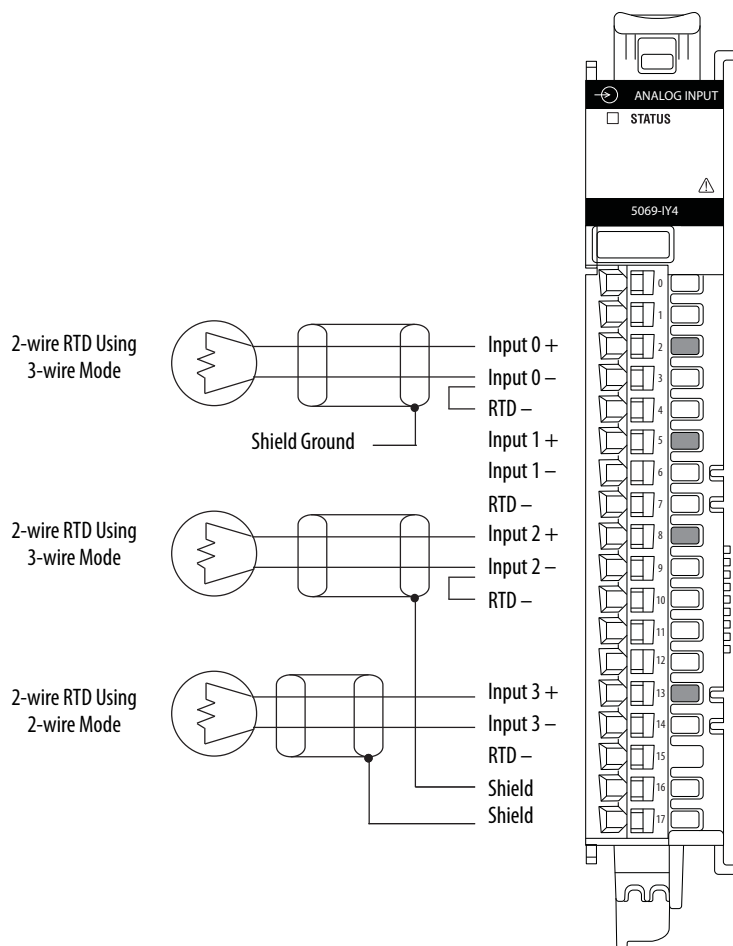 ANALOG INPUT
STATUS
5069-IY4
2-wire RTD Using
3-wire Mode
Shield Ground
2-wire RTD Using
3-wire Mode
2-wire RTD Using
2-wire Mode
Input 0 +
Input 0 –
RTD –
Input 1 +
Input 1 –
RTD –
Input 2 +
Input 2 –
RTD –
Input 3 +
Input 3 –
RTD –
Shield
Shield
0
1
2
3
4
5
6
7
8
9
10
11
12
13
14
15
16
17